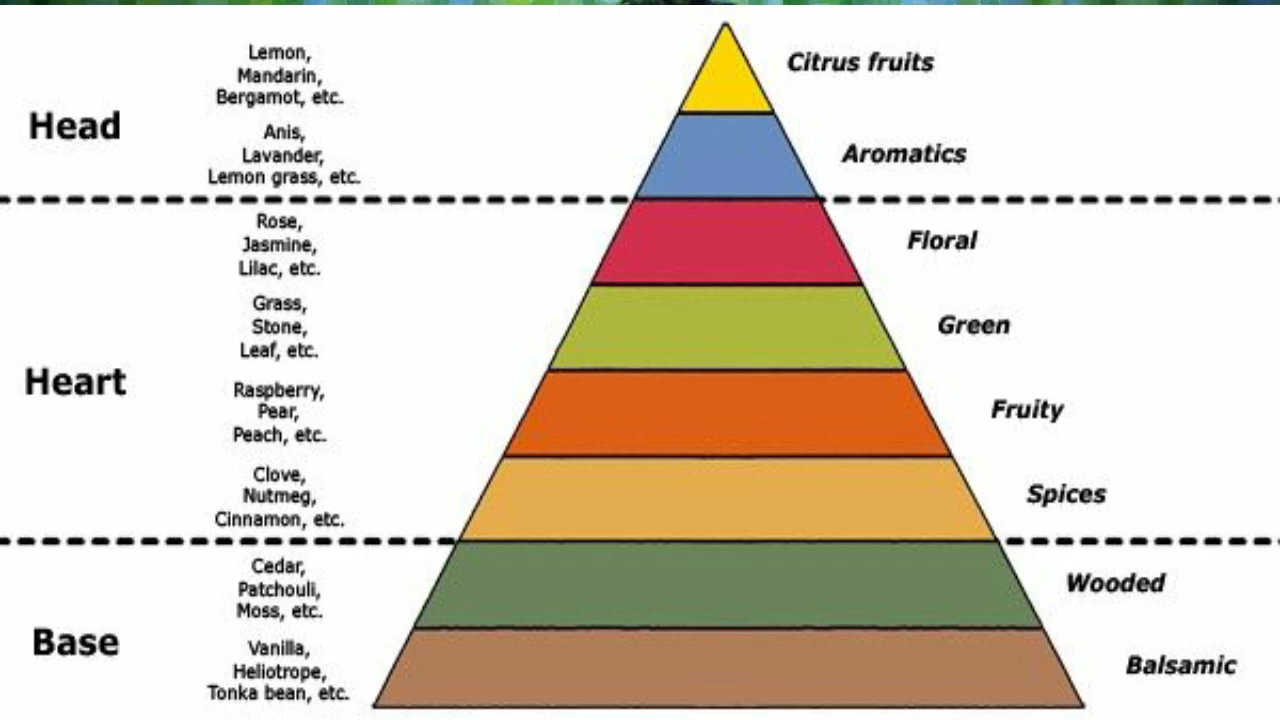 Head
Lemon,
Mandarin,
Bergamot, etc.
Citrus fruits
Anis,
Lavander,
Lemon grass, etc.
Aromatics
Heart
Rose,
Jasmine,
Lilac, etc.
Floral
Grass,
Stone,
Leaf, etc.
Green
Raspberry,
Pear,
Peach, etc.
Fruity
Clove,
Nutmeg,
Cinnamon, etc.
Spices
Base
Cedar,
Patchouli,
Moss, etc.
Wooded
Vanilla,
Heliotrope,
Tonka bean, etc.
Balsamic